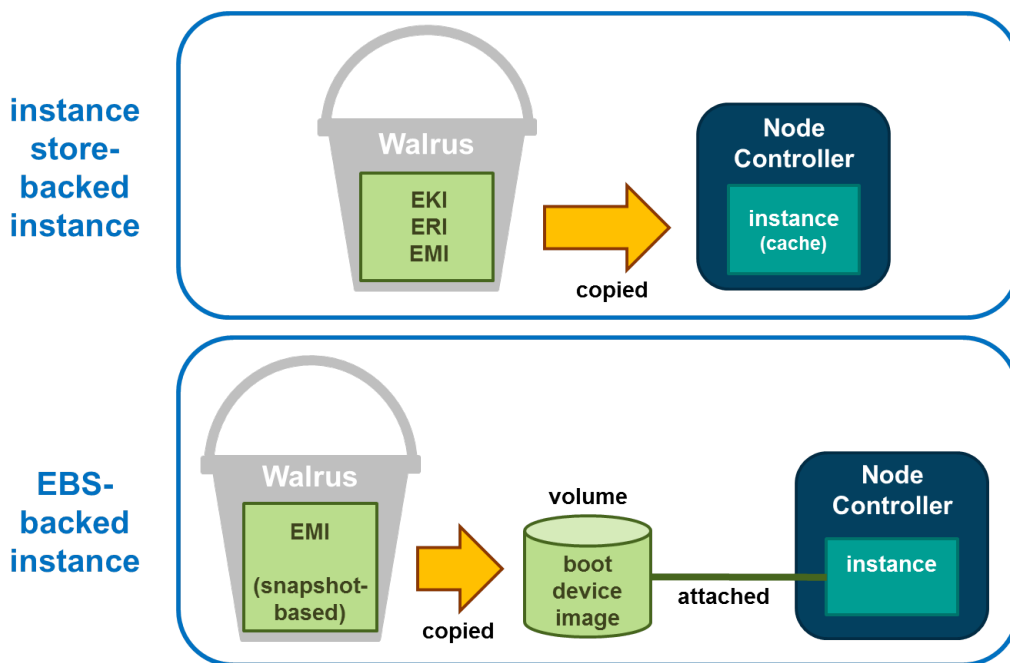 instance
store-
backed
instance
Walrus
EKI
ERI
EMI
copied
Node
Controller
instance
(cache)
EBS-
backed
instance
Walrus
EMI
(snapshot-
based)
copied
volume
boot
device
image
attached
Node
Controller
instance